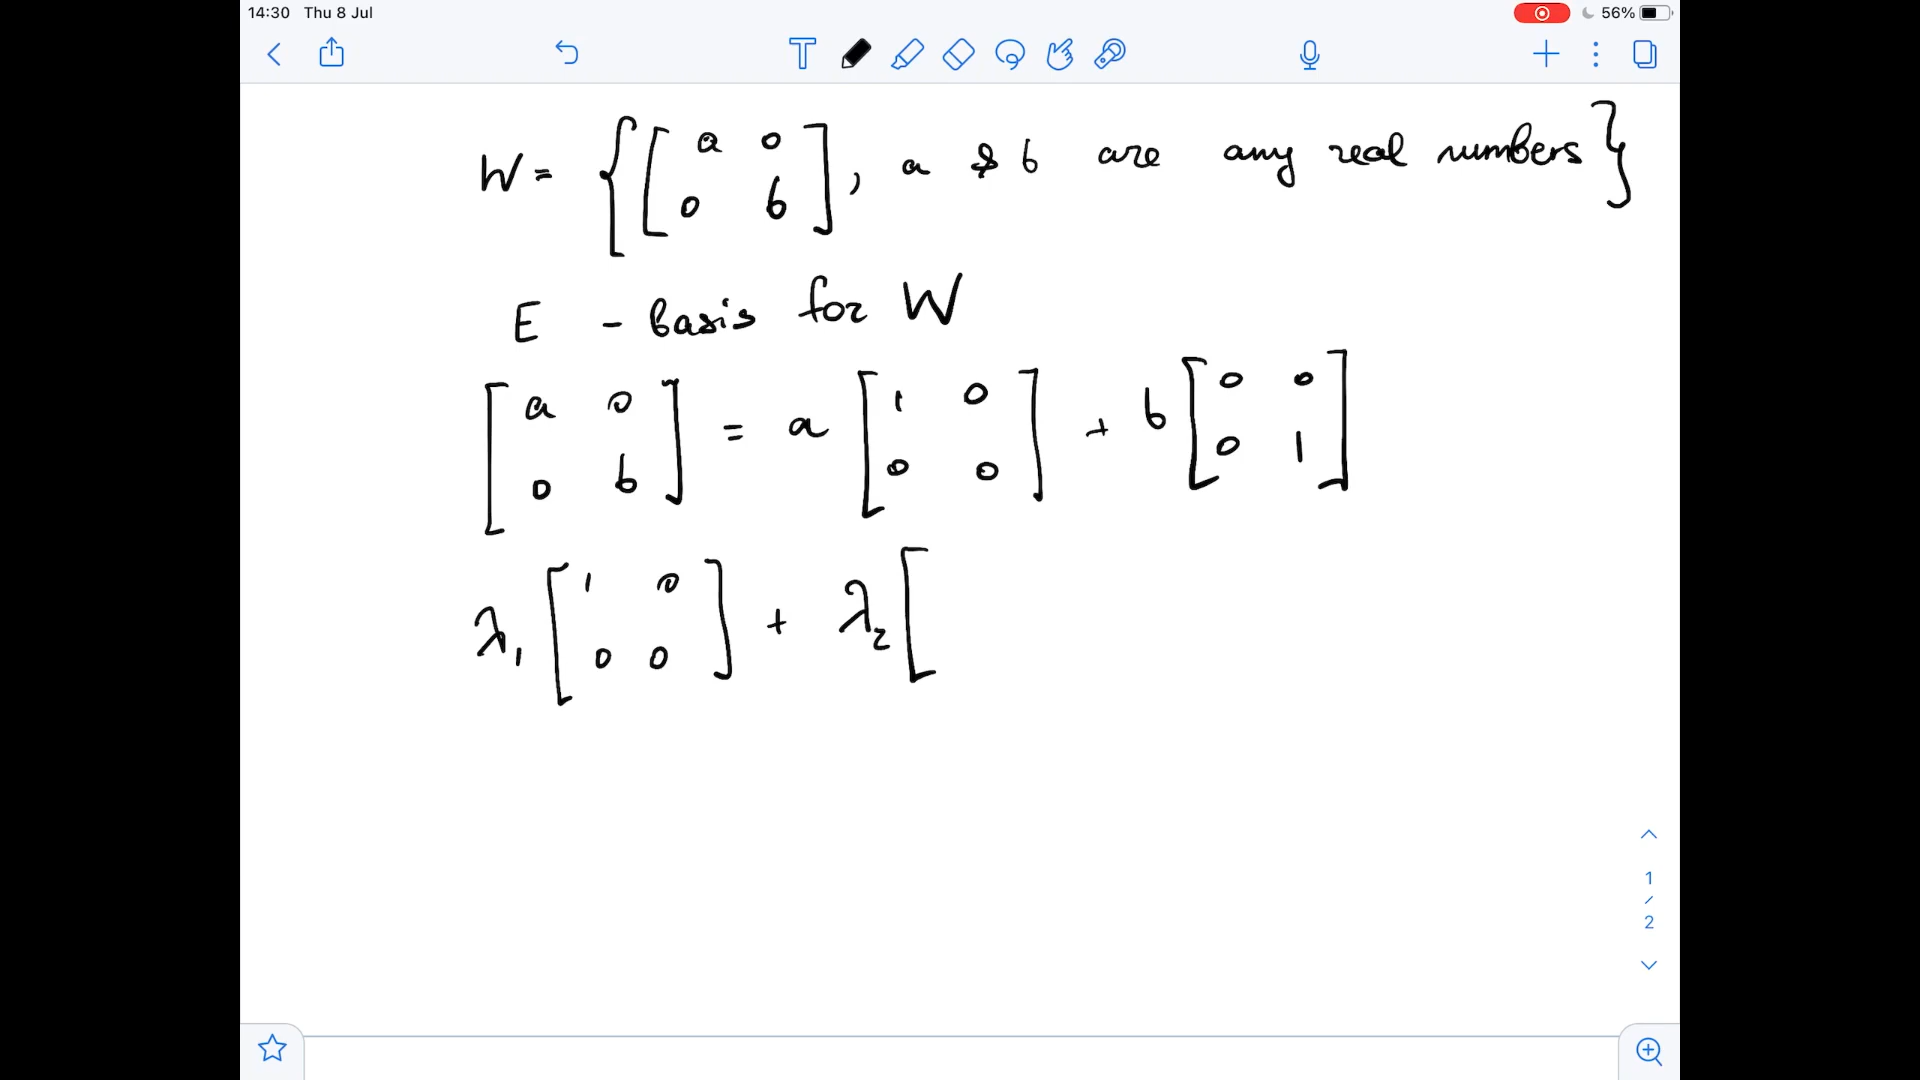 14:30 Thu 8 Jul 56%
W = { [ a 0 ; 0 b ] , a & b are any real numbers }
E - basis for W
[ a 0 ; 0 b ] = a [ 1 0 ; 0 0 ] + b [ 0 0 ; 0 1 ]
λ₁ [ 1 0 ; 0 0 ] + λ₂ [
1
/
2